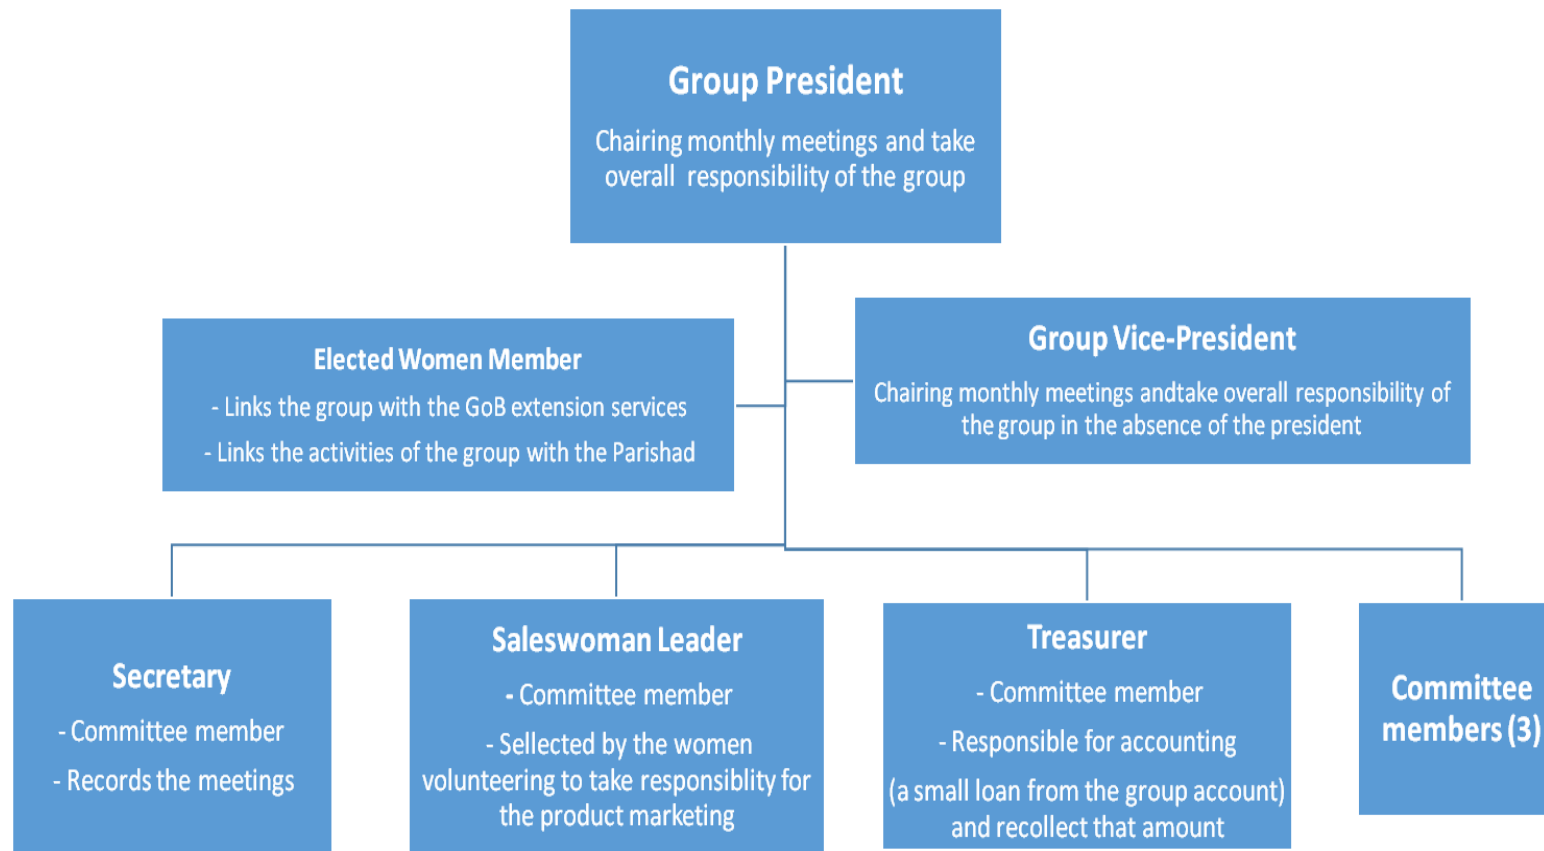 Group President
Chairing monthly meetings and take
overall responsibility of the group
Elected Women Member
- Links the group with the GoB extension services
- Links the activities of the group with the Parishad
Group Vice-President
Chairing monthly meetings andtake overall responsibility of
the group in the absence of the president
Secretary
- Committee member
- Records the meetings
Saleswoman Leader
- Committee member
- Sellected by the women
volunteering to take responsiblity for
the product marketing
Treasurer
- Committee member
- Responsible for accounting
(a small loan from the group account)
and recollect that amount
Committee
members (3)